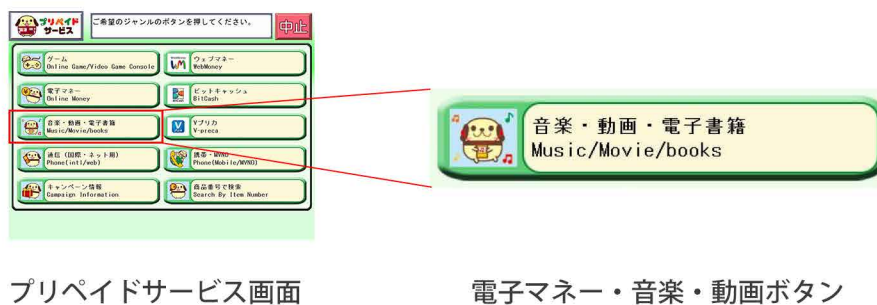 プリペイド
サービス
ご希望のジャンルのボタンを押してください。
中止
ゲーム
Online Game/Video Game Console
ウェブマネー
WebMoney
電子マネー
Online Money
ビットキャッシュ
BitCash
音楽・動画・電子書籍
Music/Movie/books
Vプリカ
V-preca
通信(国際・ネット用)
Phone(intl/web)
携帯・MVNO
Phone(Mobile/MVNO)
キャンペーン情報
Campaign Information
商品番号で検索
Search By Item Number
音楽・動画・電子書籍
Music/Movie/books
プリペイドサービス画面
電子マネー・音楽・動画ボタン